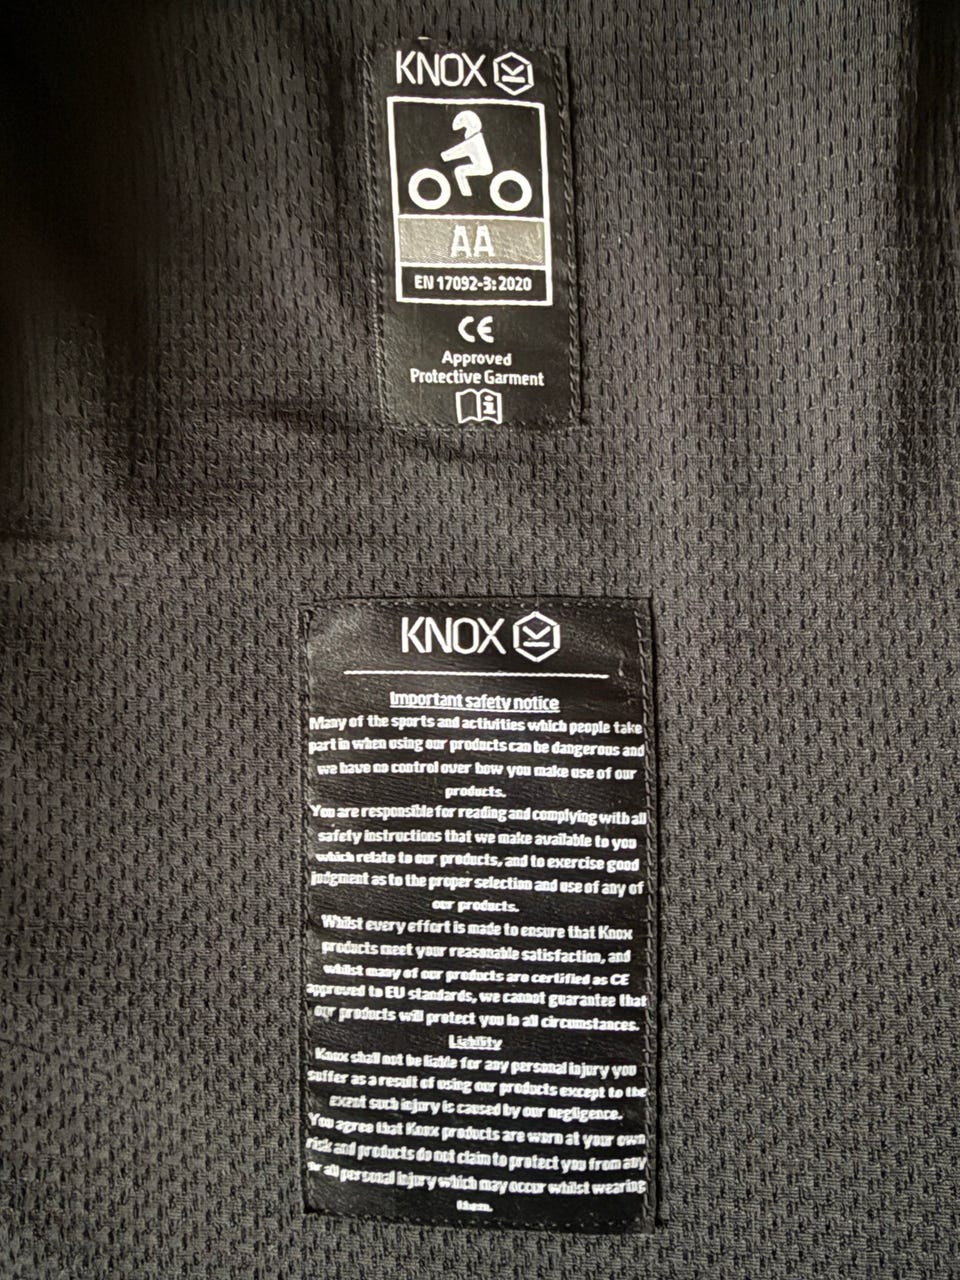 KNOX
AA
EN 17092-3:2020
CE
Approved
Protective Garment
i
KNOX
Important safety notice
Many of the sports and activities which people take
part in when using our products can be dangerous and
we have no control over how you make use of our
products.
You are responsible for reading and complying with all
safety instructions that we make available to you
which relate to our products, and to exercise good
judgment as to the proper selection and use of any of
our products.
Whilst every effort is made to ensure that Knox
products meet your reasonable satisfaction, and
whilst many of our products are certified as CE
approved to EU standards, we cannot guarantee that
our products will protect you in all circumstances.
Liability
Knox shall not be liable for any personal injury you
suffer as a result of using our products except to the
exent such injury is caused by our negligence.
You agree that Knox products are worn at your own
risk and products do not claim to protect you from any
or all personal injury which may occur whilst wearing
them.